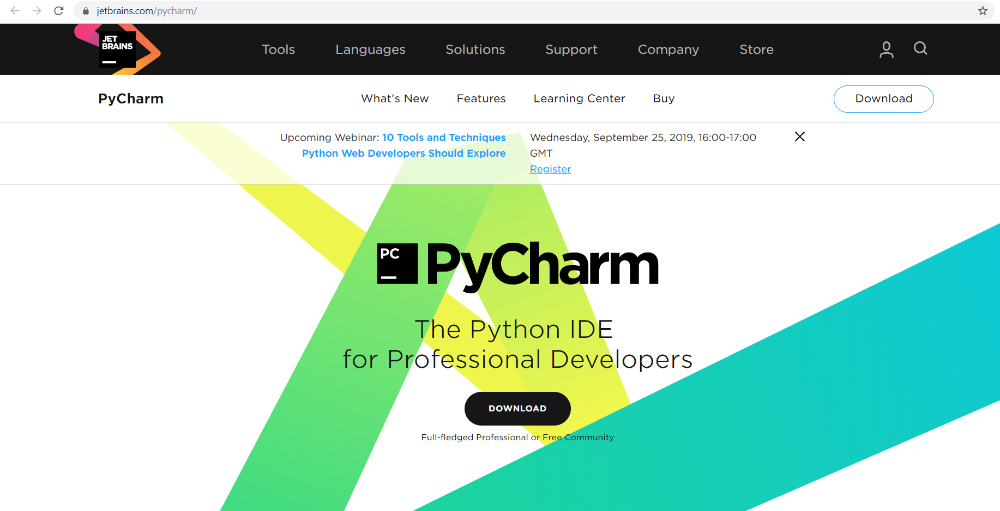 jetbrains.com/pycharm/
JET
BRAINS
Tools Languages Solutions Support Company Store
PyCharm What's New Features Learning Center Buy Download
Upcoming Webinar: 10 Tools and Techniques
Python Web Developers Should Explore
Wednesday, September 25, 2019, 16:00-17:00
GMT
Register
PC PyCharm
The Python IDE
for Professional Developers
DOWNLOAD
Full-fledged Professional or Free Community